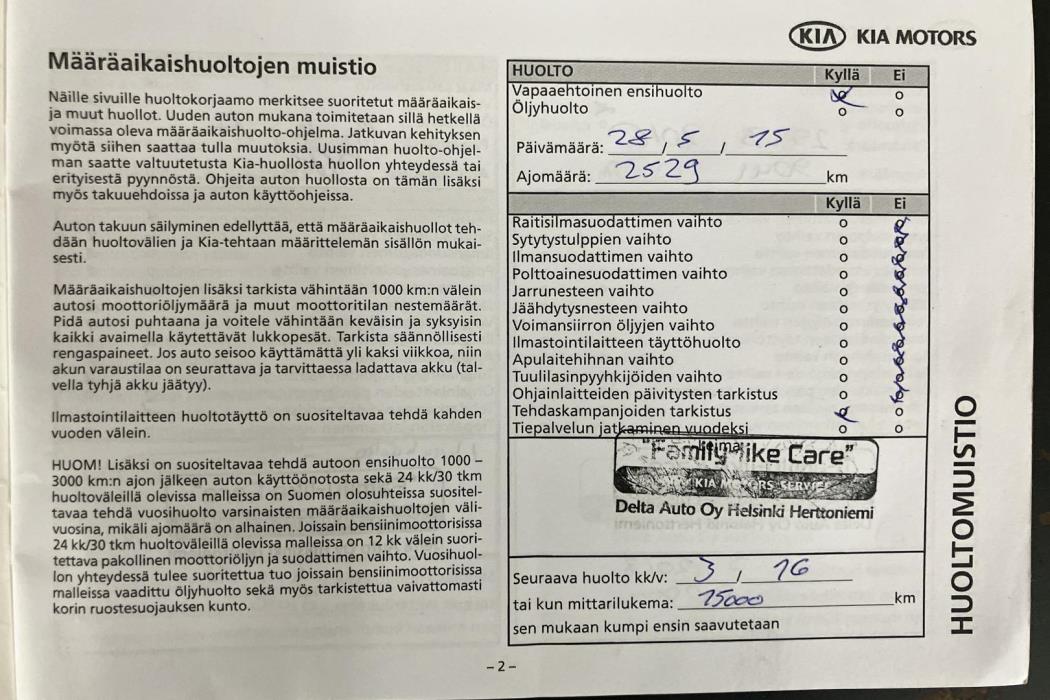 KIA KIA MOTORS
Määräaikaishuoltojen muistio
Näille sivuille huoltokorjaamo merkitsee suoritetut määräaikais-
ja muut huollot. Uuden auton mukana toimitetaan sillä hetkellä
voimassa oleva määräaikaishuolto-ohjelma. Jatkuvan kehityksen
myötä siihen saattaa tulla muutoksia. Uusimman huolto-ohjel-
man saatte valtuutetusta Kia-huollosta huollon yhteydessä tai
erityisestä pyynnöstä. Ohjeita auton huollosta on tämän lisäksi
myös takuuehdoissa ja auton käyttöohjeissa.
Auton takuun säilyminen edellyttää, että määräaikaishuollot teh-
dään huoltovälien ja Kia-tehtaan määrittelemän sisällön mukai-
sesti.
Määräaikaishuoltojen lisäksi tarkista vähintään 1000 km:n välein
autosi moottoriöljymäärä ja muut moottoritilan nestemäärät.
Pidä autosi puhtaana ja voitele vähintään keväisin ja syksyisin
kaikki avaimella käytettävät lukkopesät. Tarkista säännöllisesti
rengaspaineet. Jos auto seisoo käyttämättä yli kaksi viikkoa, niin
akun varaustilaa on seurattava ja tarvittaessa ladattava akku (tal-
vella tyhjä akku jäätyy).
Ilmastointilaitteen huoltotäyttö on suositeltavaa tehdä kahden
vuoden välein.
HUOM! Lisäksi on suositeltavaa tehdä autoon ensihuolto 1000 –
3000 km:n ajon jälkeen auton käyttöönotosta sekä 24 kk/30 tkm
huoltoväleillä olevissa malleissa on Suomen olosuhteissa suositel-
tavaa tehdä vuosihuolto varsinaisten määräaikaishuoltojen väli-
vuosina, mikäli ajomäärä on alhainen. Joissain bensiinimoottorisissa
24 kk/30 tkm huoltoväleillä olevissa malleissa on 12 kk välein suori-
tettava pakollinen moottoriöljyn ja suodattimen vaihto. Vuosihuol-
lon yhteydessä tulee suoritettua tuo joissain bensiinimoottorisissa
malleissa vaadittu öljyhuolto sekä myös tarkistettua vaivattomasti
korin ruostesuojauksen kunto.
HUOLTO Kyllä Ei
Vapaaehtoinen ensihuolto o o
Öljyhuolto o o
Päivämäärä: 28 / 5 / 15
Ajomäärä: 2529 km
Kyllä Ei
Raitisilmasuodattimen vaihto o o
Sytytystulppien vaihto o o
Ilmansuodattimen vaihto o o
Polttoainesuodattimen vaihto o o
Jarrunesteen vaihto o o
Jäähdytysnesteen vaihto o o
Voimansiirron öljyjen vaihto o o
Ilmastointilaitteen täyttöhuolto o o
Apulaitehihnan vaihto o o
Tuulilasinpyyhkijöiden vaihto o o
Ohjainlaitteiden päivitysten tarkistus o o
Tehdaskampanjoiden tarkistus o o
Tiepalvelun jatkaminen vuodeksi o o
"Family-like Care"
KIA MOTORS SERVICE
Delta Auto Oy Helsinki Herttoniemi
Seuraava huolto kk/v: 3 / 16
tai kun mittarilukema: 15000 km
sen mukaan kumpi ensin saavutetaan
HUOLTOMUISTIO
– 2 –